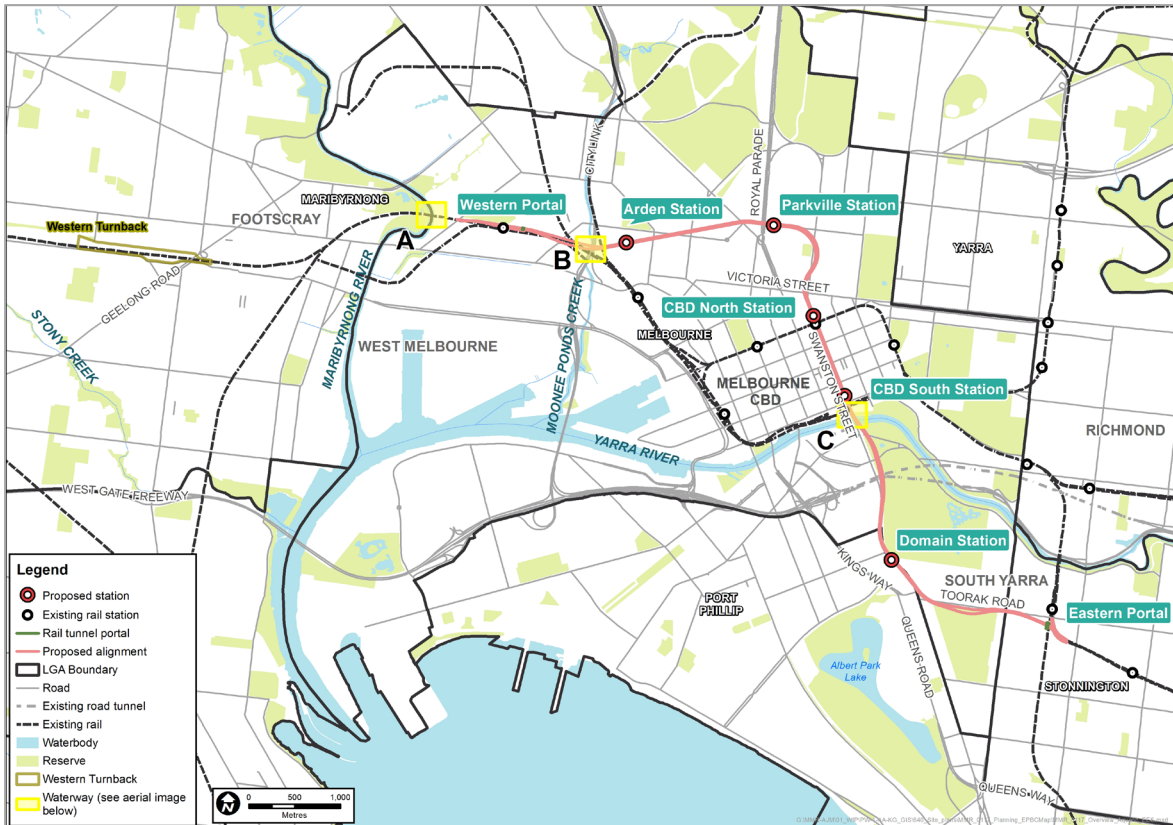 CITYLINK
ROYAL PARADE
MARIBYRNONG
Western Portal
Arden Station
Parkville Station
FOOTSCRAY
Western Turnback
A
B
YARRA
GEELONG ROAD
VICTORIA STREET
STONY CREEK
MARIBYRNONG RIVER
MOONEE PONDS CREEK
CBD North Station
MELBOURNE
WEST MELBOURNE
SWANSTON STREET
MELBOURNE
CBD
CBD South Station
C
RICHMOND
YARRA RIVER
WEST GATE FREEWAY
Domain Station
KINGS WAY
SOUTH YARRA
TOORAK ROAD
PORT
PHILLIP
Eastern Portal
QUEENS ROAD
Albert Park
Lake
STONNINGTON
QUEENS WAY
Legend
Proposed station
Existing rail station
Rail tunnel portal
Proposed alignment
LGA Boundary
Road
Existing road tunnel
Existing rail
Waterbody
Reserve
Western Turnback
Waterway (see aerial image
below)
N
0 500 1,000
Metres